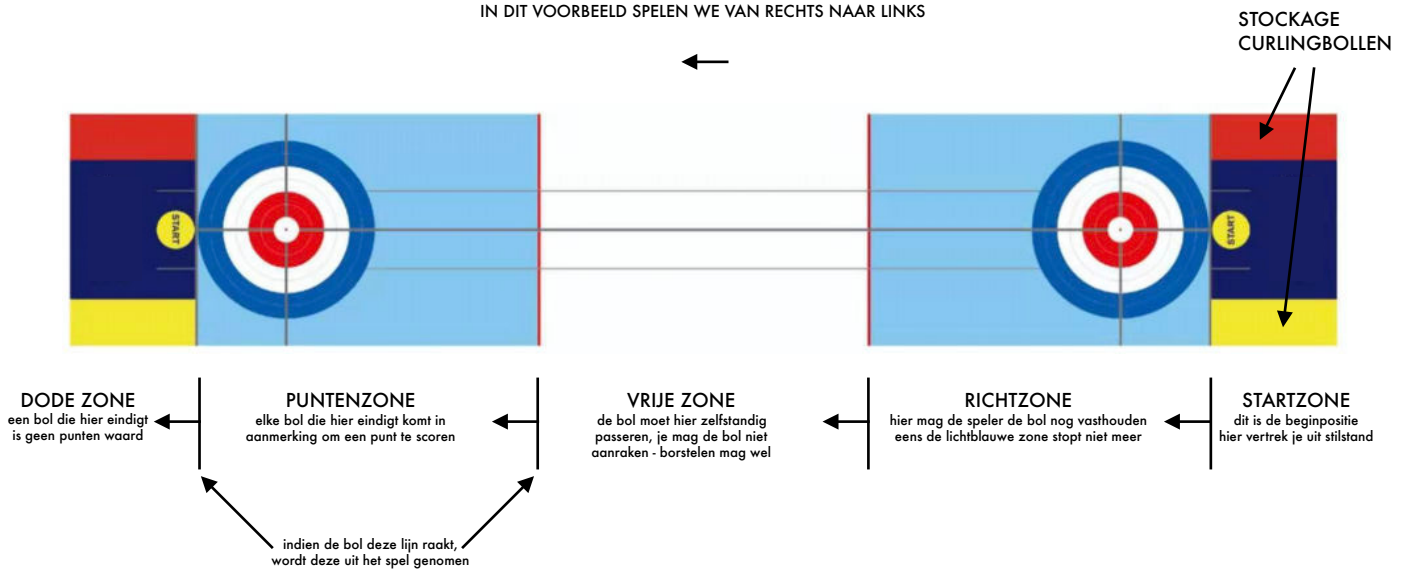 IN DIT VOORBEELD SPELEN WE VAN RECHTS NAAR LINKS
STOCKAGE
CURLINGBOLLEN
START
START
DODE ZONE
een bol die hier eindigt
is geen punten waard
PUNTENZONE
elke bol die hier eindigt komt in
aanmerking om een punt te scoren
VRIJE ZONE
de bol moet hier zelfstandig
passeren, je mag de bol niet
aanraken - borstelen mag wel
RICHTZONE
hier mag de speler de bol nog vasthouden
eens de lichtblauwe zone stopt niet meer
STARTZONE
dit is de beginpositie
hier vertrek je uit stilstand
indien de bol deze lijn raakt,
wordt deze uit het spel genomen